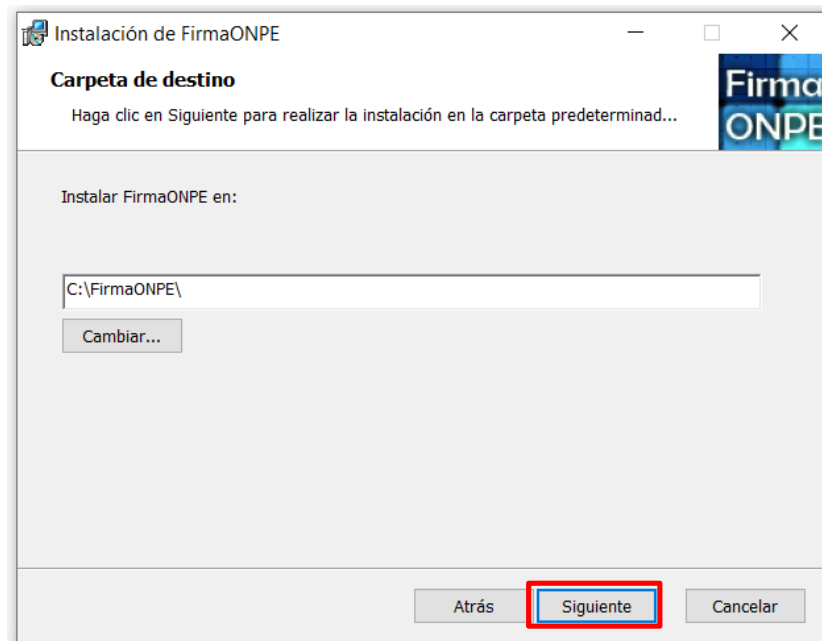 Instalación de FirmaONPE
Carpeta de destino
Haga clic en Siguiente para realizar la instalación en la carpeta predeterminad...
Firma
ONPE
Instalar FirmaONPE en:
C:\FirmaONPE\
Cambiar...
Atrás
Siguiente
Cancelar